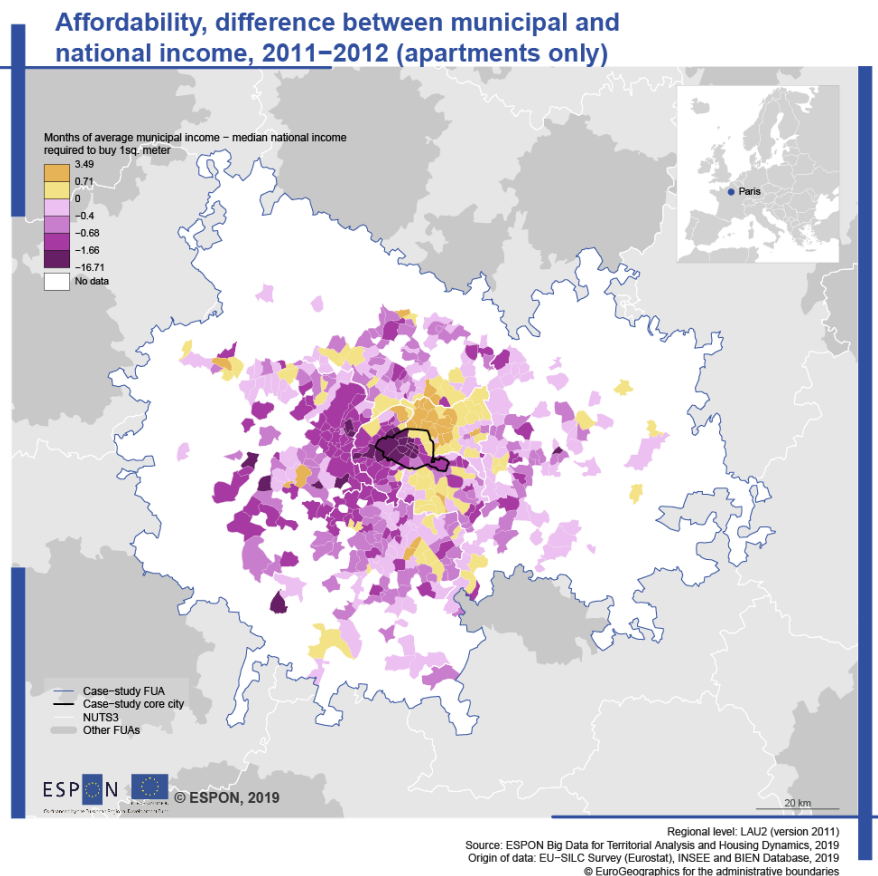 Affordability, difference between municipal and
national income, 2011−2012 (apartments only)
Months of average municipal income − median national income
required to buy 1sq. meter
3.49
0.71
0
−0.4
−0.68
−1.66
−16.71
No data
Paris
Case−study FUA
Case−study core city
NUTS3
Other FUAs
ESPON
© ESPON, 2019
20 km
Regional level: LAU2 (version 2011)
Source: ESPON Big Data for Territorial Analysis and Housing Dynamics, 2019
Origin of data: EU−SILC Survey (Eurostat), INSEE and BIEN Database, 2019
© EuroGeographics for the administrative boundaries